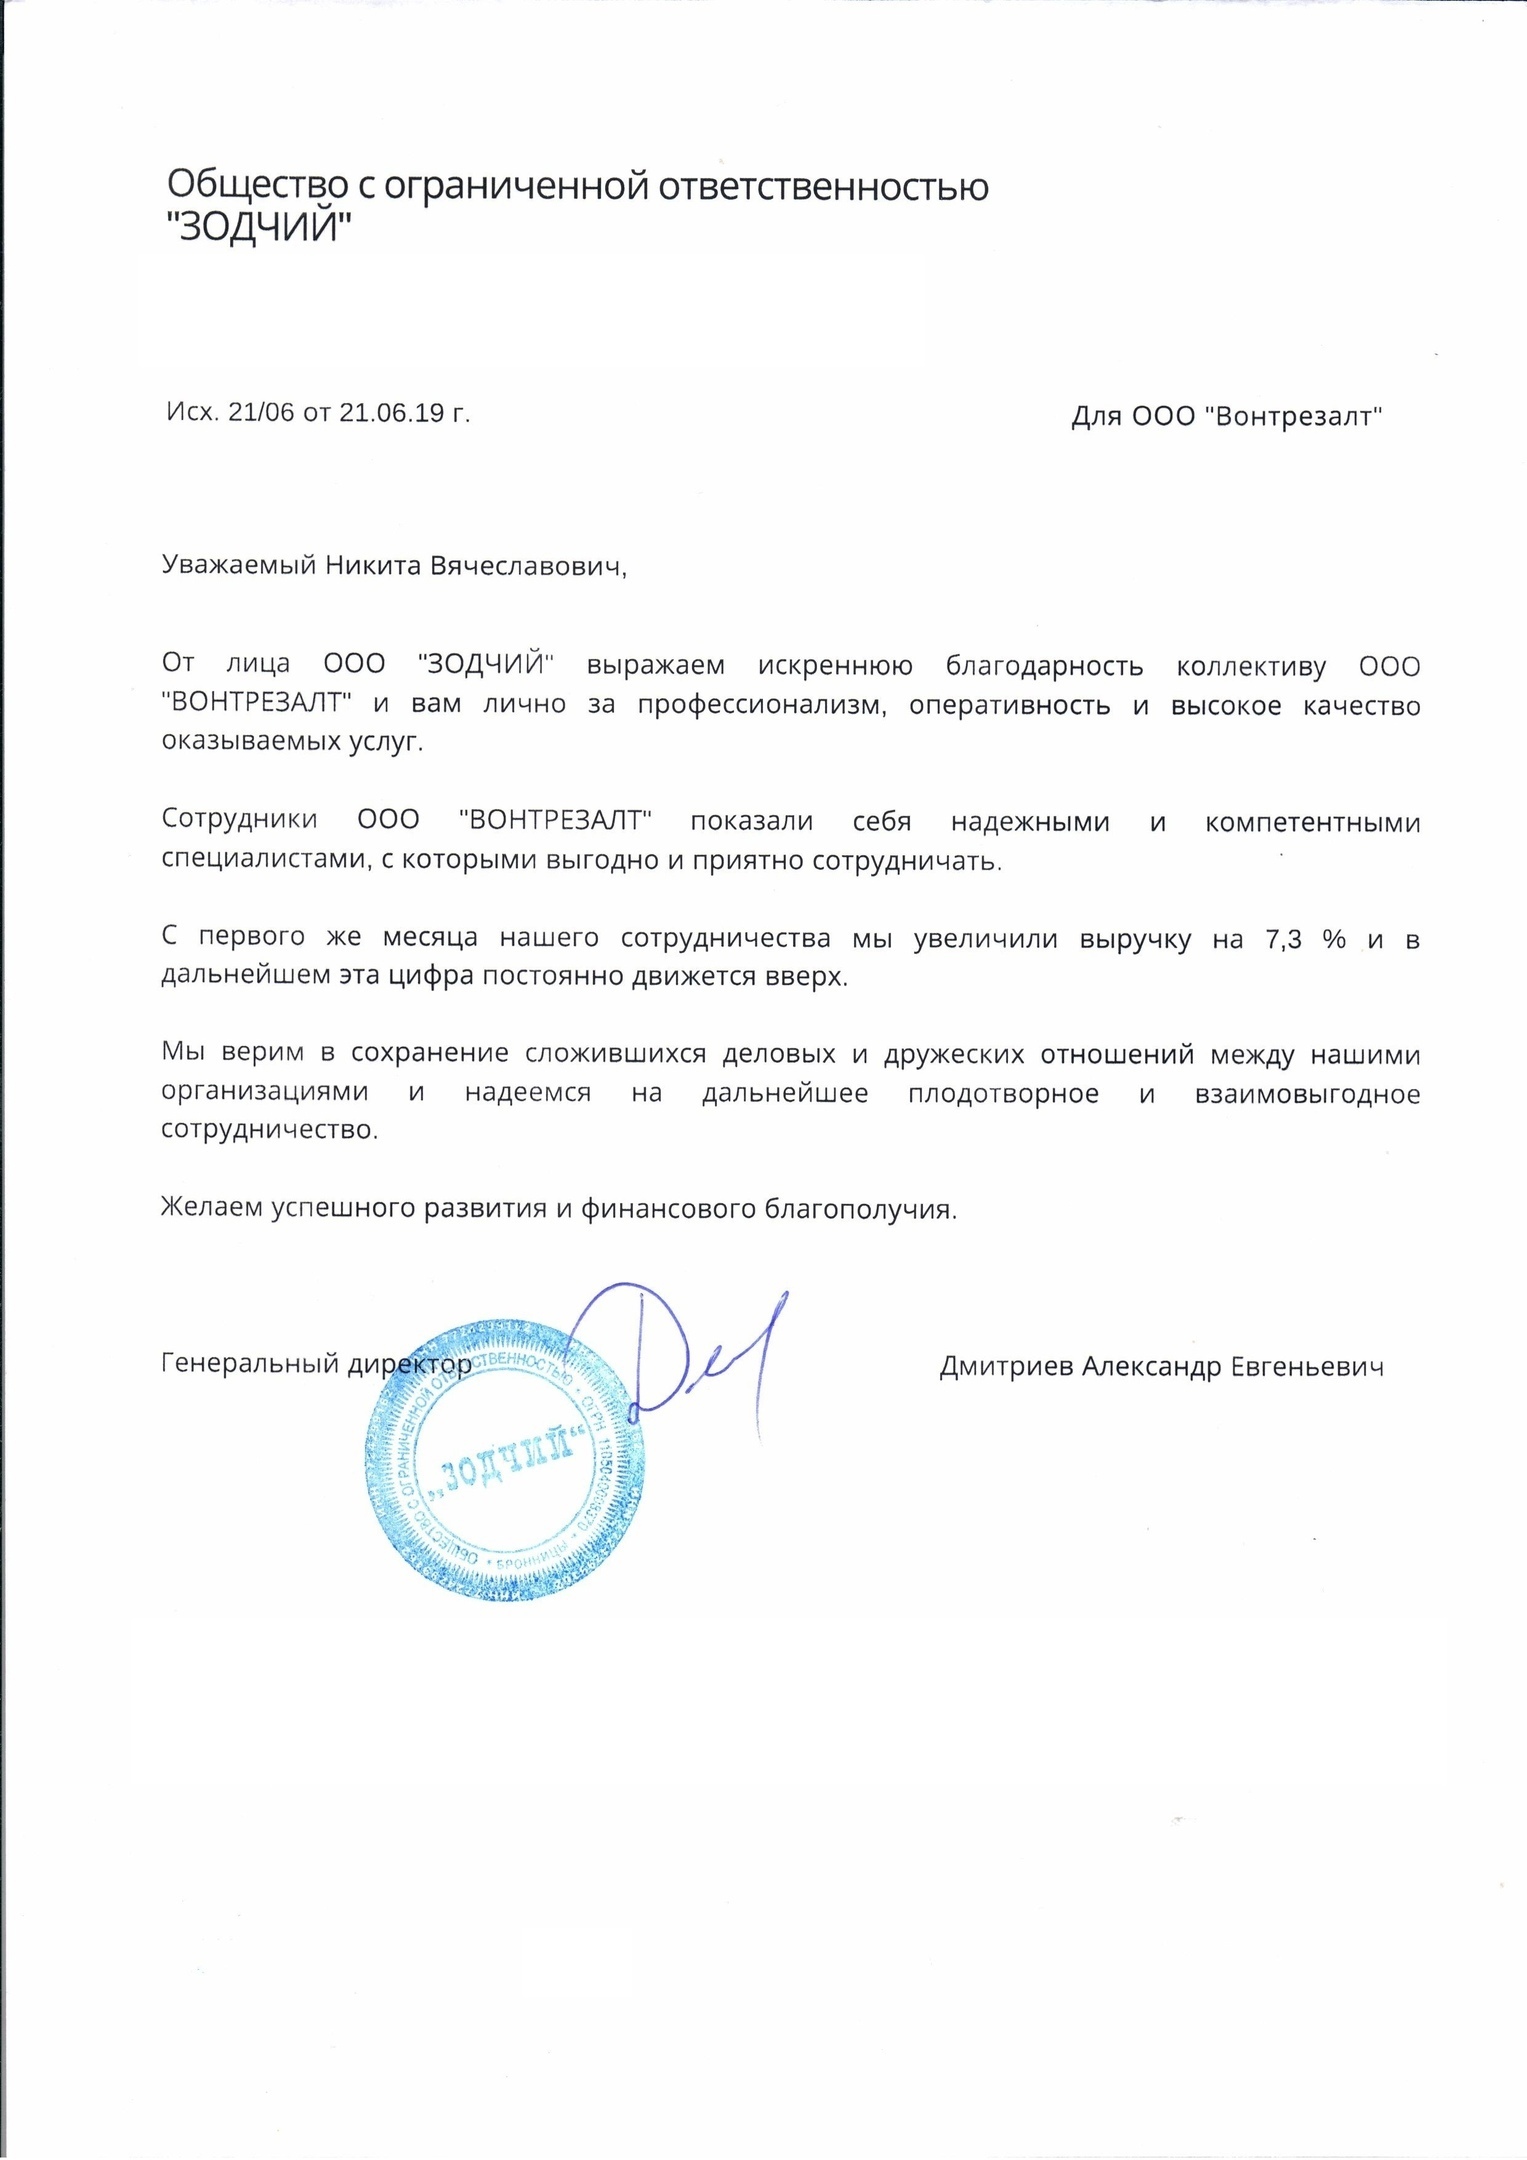 Общество с ограниченной ответственностью
"ЗОДЧИЙ"
Исх. 21/06 от 21.06.19 г.
Для ООО "Вонтрезалт"
Уважаемый Никита Вячеславович,
От лица ООО "ЗОДЧИЙ" выражаем искреннюю благодарность коллективу ООО
"ВОНТРЕЗАЛТ" и вам лично за профессионализм, оперативность и высокое качество
оказываемых услуг.
Сотрудники ООО "ВОНТРЕЗАЛТ" показали себя надежными и компетентными
специалистами, с которыми выгодно и приятно сотрудничать.
С первого же месяца нашего сотрудничества мы увеличили выручку на 7,3 % и в
дальнейшем эта цифра постоянно движется вверх.
Мы верим в сохранение сложившихся деловых и дружеских отношений между нашими
организациями и надеемся на дальнейшее плодотворное и взаимовыгодное
сотрудничество.
Желаем успешного развития и финансового благополучия.
Генеральный директор
Дмитриев Александр Евгеньевич
ОБЩЕСТВО С ОГРАНИЧЕННОЙ ОТВЕТСТВЕННОСТЬЮ * ОГРН
* БРОННИЦЫ *
„ЗОДЧИЙ“